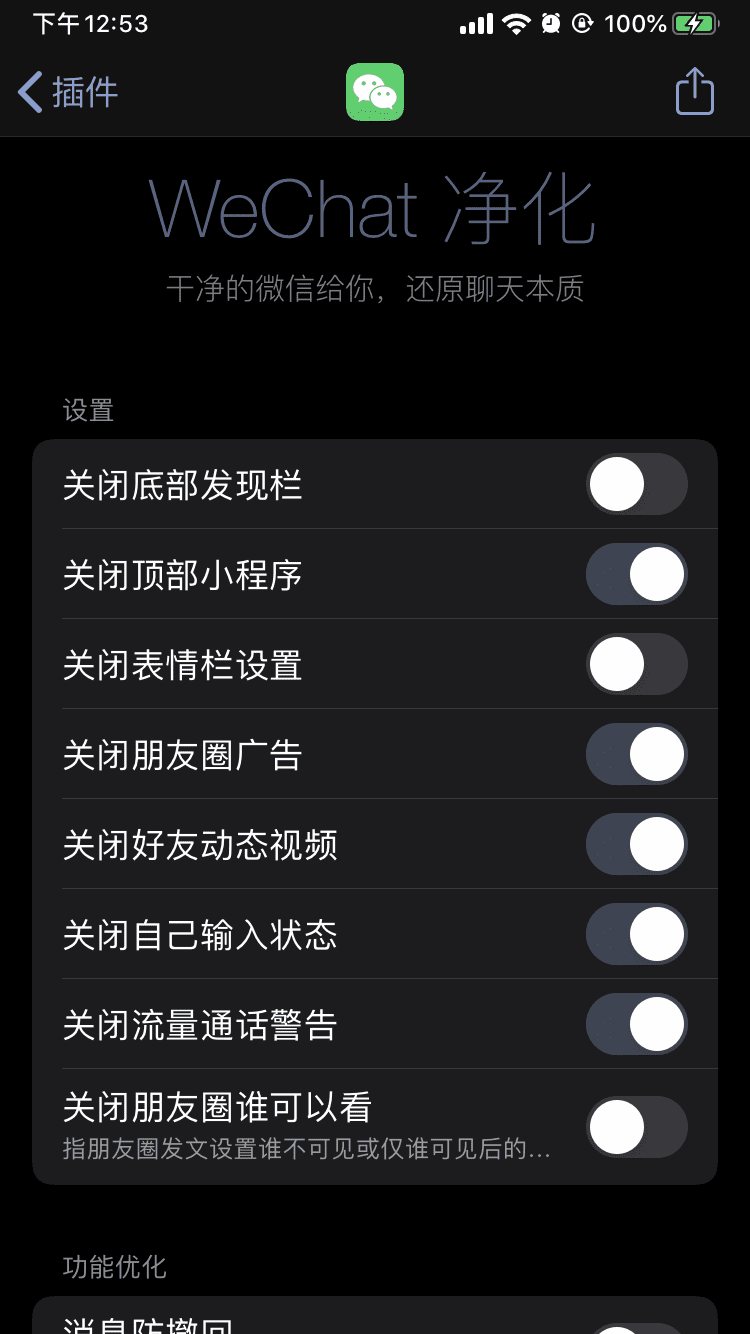 下午12:53
100%
插件
WeChat 净化
干净的微信给你，还原聊天本质
设置
关闭底部发现栏
关闭顶部小程序
关闭表情栏设置
关闭朋友圈广告
关闭好友动态视频
关闭自己输入状态
关闭流量通话警告
关闭朋友圈谁可以看
指朋友圈发文设置谁不可见或仅谁可见后的...
功能优化
消息防撤回